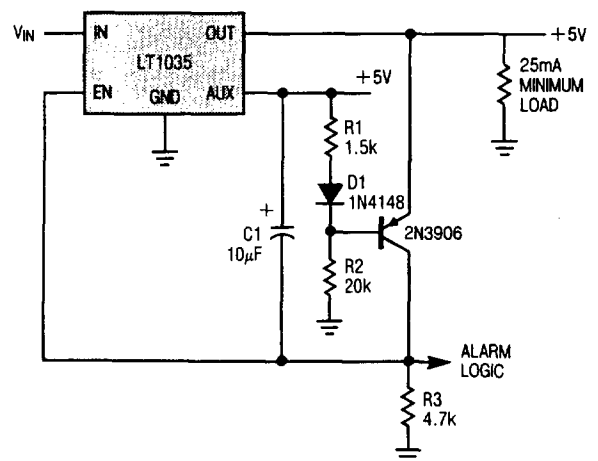 VIN
IN
OUT
LT1035
EN
GND
AUX
+5V
+5V
25mA
MINIMUM
LOAD
R1
1.5k
D1
1N4148
+
C1
10µF
2N3906
R2
20k
ALARM
LOGIC
R3
4.7k